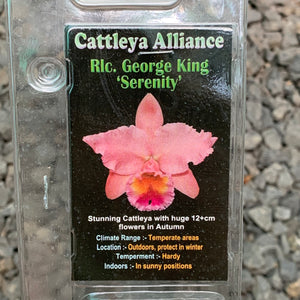 Cattleya Alliance
Rlc. George King
'Serenity'
Stunning Cattleya with huge 12+cm
flowers in Autumn
Climate Range :- Temperate areas
Location :- Outdoors, protect in winter
Temperment :- Hardy
Indoors :- In sunny positions